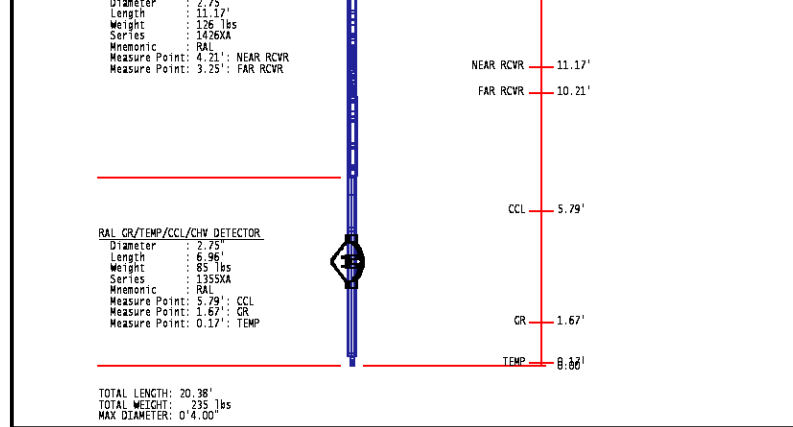 Diameter : 2.75"
Length : 11.17'
Weight : 126 lbs
Series : 1426XA
Mnemonic : RAL
Measure Point: 4.21': NEAR RCVR
Measure Point: 3.25': FAR RCVR
NEAR RCVR 11.17'
FAR RCVR 10.21'
CCL 5.79'
RAL GR/TEMP/CCL/CHV DETECTOR
Diameter : 2.75"
Length : 6.96'
Weight : 85 lbs
Series : 1355XA
Mnemonic : RAL
Measure Point: 5.79': CCL
Measure Point: 1.67': GR
Measure Point: 0.17': TEMP
GR 1.67'
TEMP 0.17'
0.00'
TOTAL LENGTH: 20.38'
TOTAL WEIGHT: 235 lbs
MAX DIAMETER: 0'4.00"